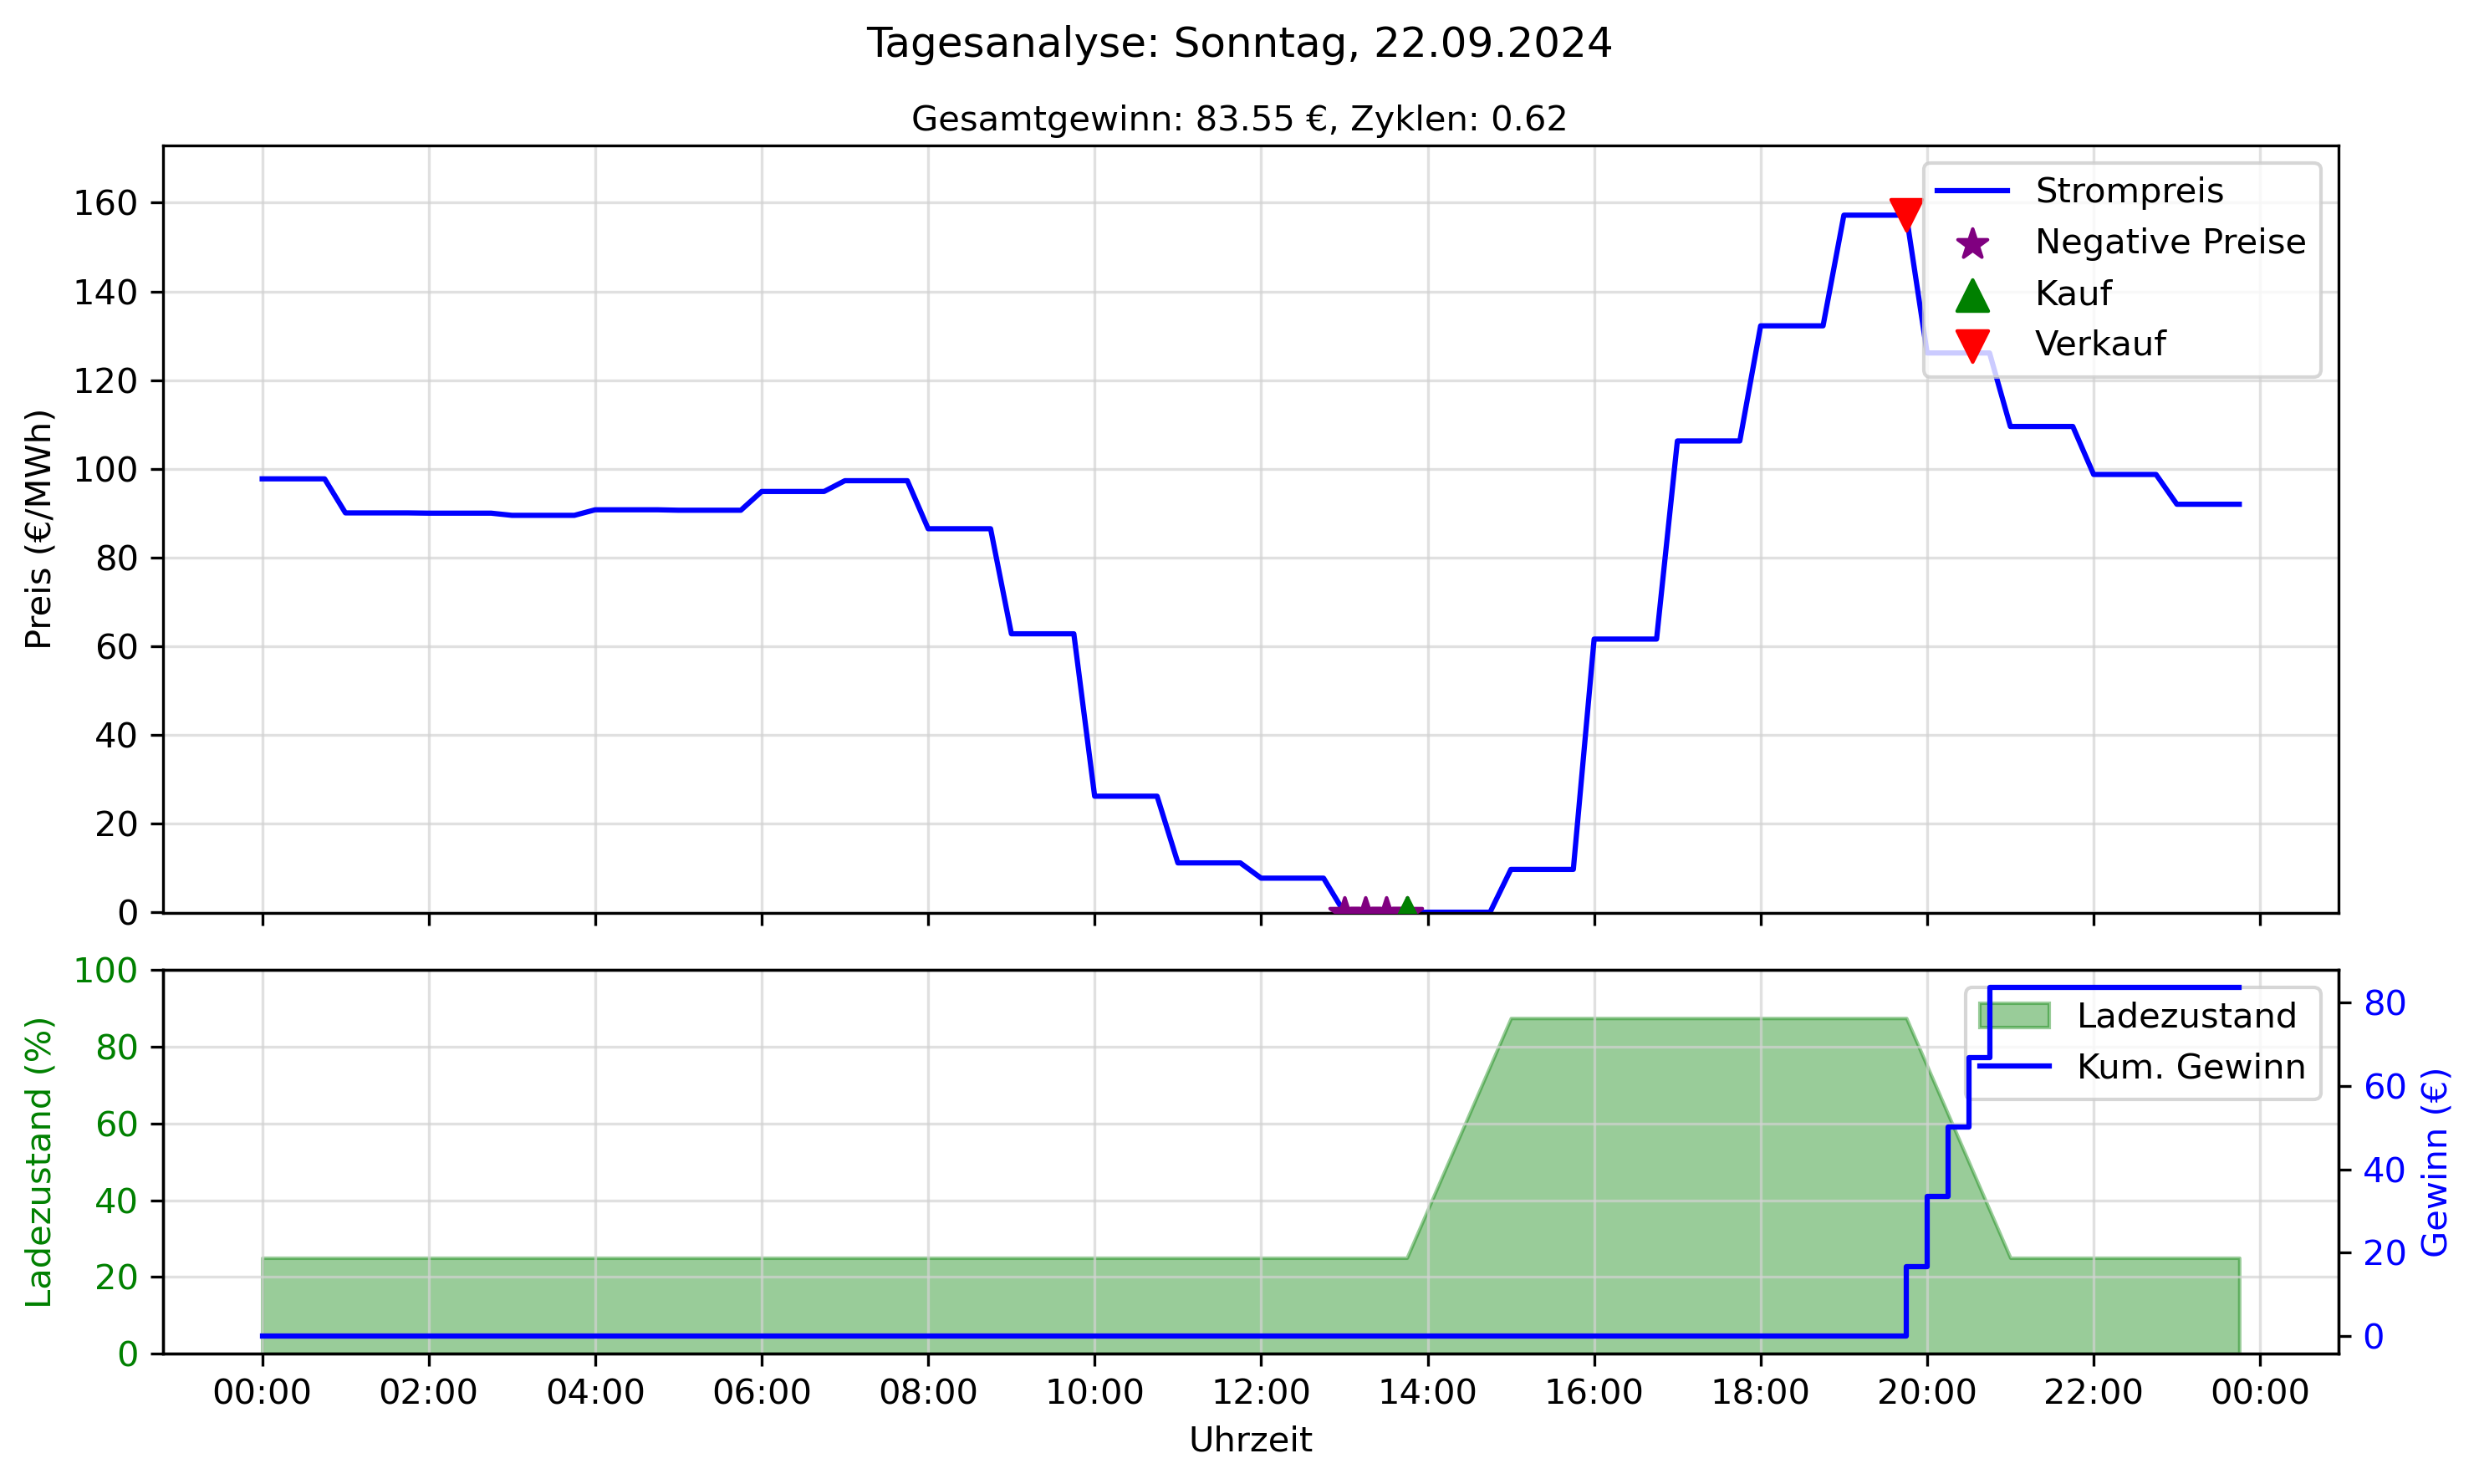 Tagesanalyse: Sonntag, 22.09.2024
Gesamtgewinn: 83.55 €, Zyklen: 0.62
Preis (€/MWh)
160
140
120
100
80
60
40
20
0
Strompreis
Negative Preise
Kauf
Verkauf
Ladezustand (%)
100
80
60
40
20
0
Ladezustand
Kum. Gewinn
80
60
40
20
0
Gewinn (€)
00:00 02:00 04:00 06:00 08:00 10:00 12:00 14:00 16:00 18:00 20:00 22:00 00:00
Uhrzeit